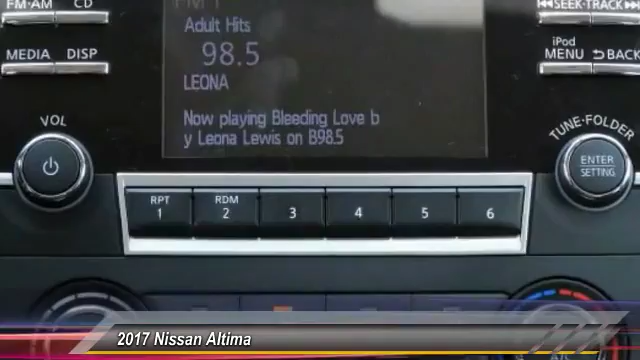 FM·AM CD
SEEK·TRACK
FM 1
Adult Hits
98.5
LEONA
Now playing Bleeding Love b
y Leona Lewis on B98.5
MEDIA DISP
iPod
MENU BACK
VOL
TUNE·FOLDER
ENTER
SETTING
RPT
1
RDM
2
3
4
5
6
A/C
2017 Nissan Altima